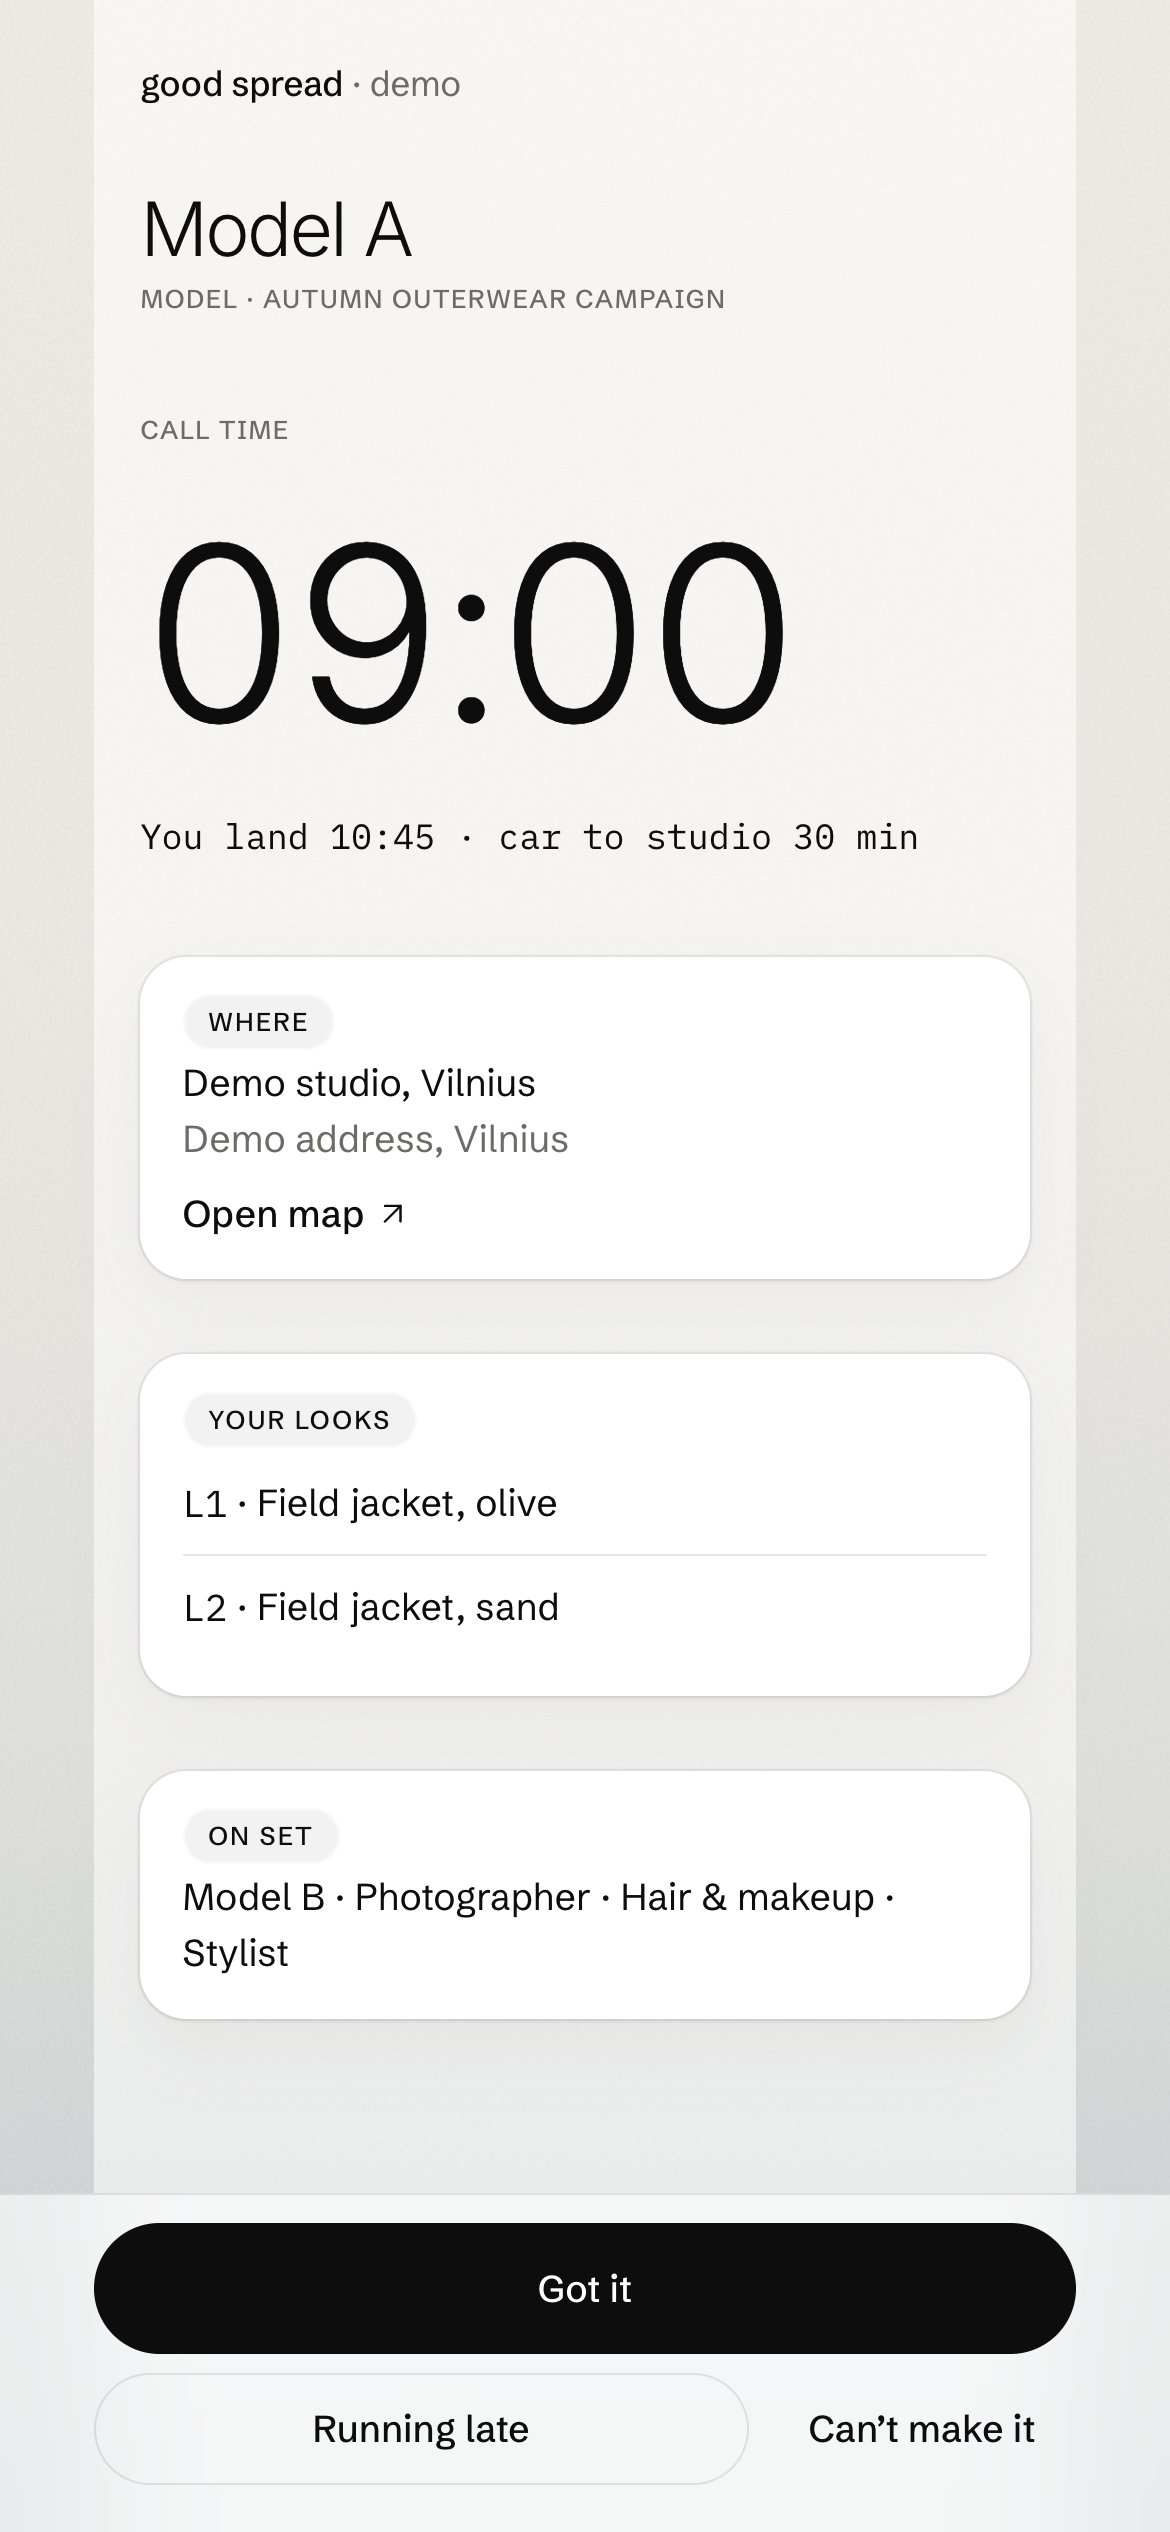 good spread · demo
Model A
MODEL · AUTUMN OUTERWEAR CAMPAIGN
CALL TIME
09:00
You land 10:45 · car to studio 30 min
WHERE
Demo studio, Vilnius
Demo address, Vilnius
Open map ↗
YOUR LOOKS
L1 · Field jacket, olive
L2 · Field jacket, sand
ON SET
Model B · Photographer · Hair & makeup ·
Stylist
Got it
Running late
Can’t make it